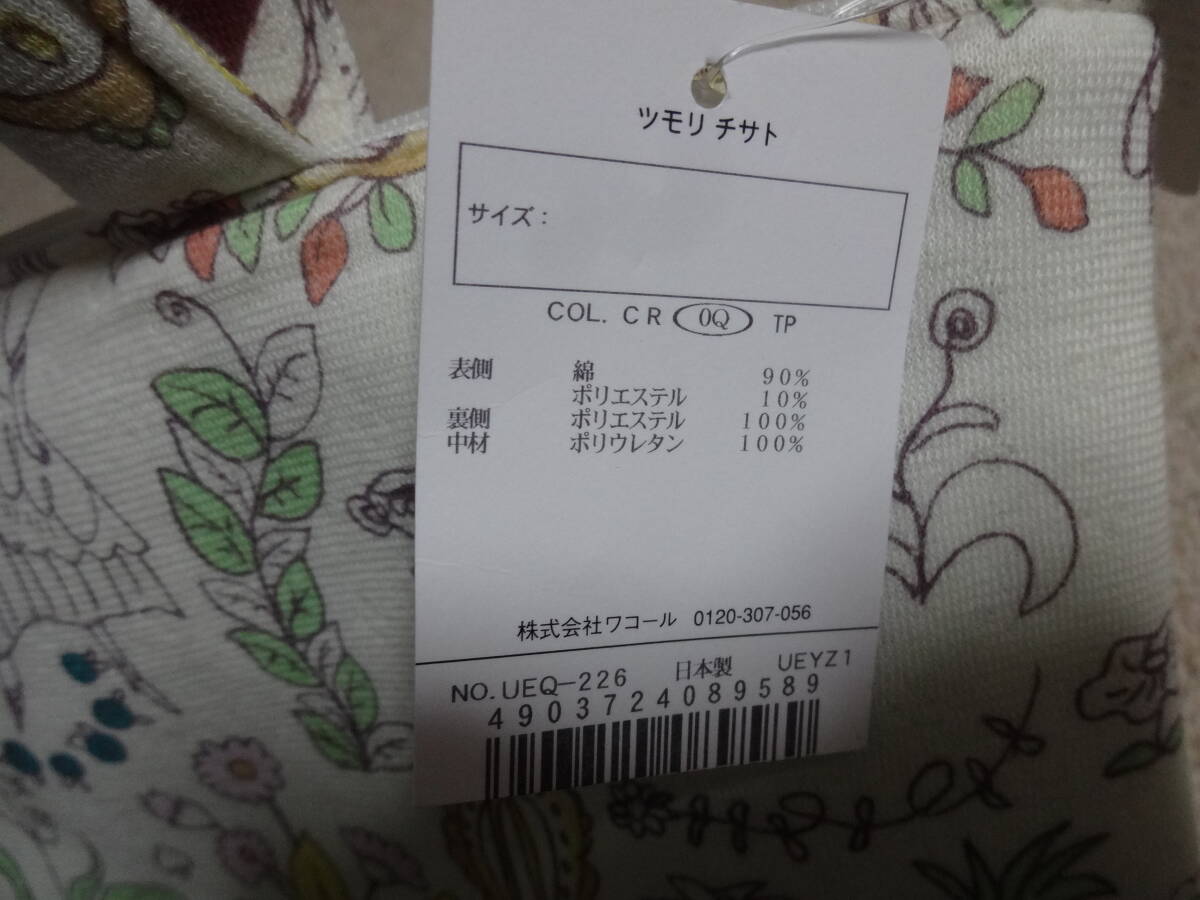 ツモリ チサト
サイズ：
COL. CR 0Q TP
表側 綿 90%
ポリエステル 10%
裏側 ポリエステル 100%
中材 ポリウレタン 100%
株式会社ワコール 0120-307-056
NO. UEQ-226 日本製 UEYZ1
4903724089589